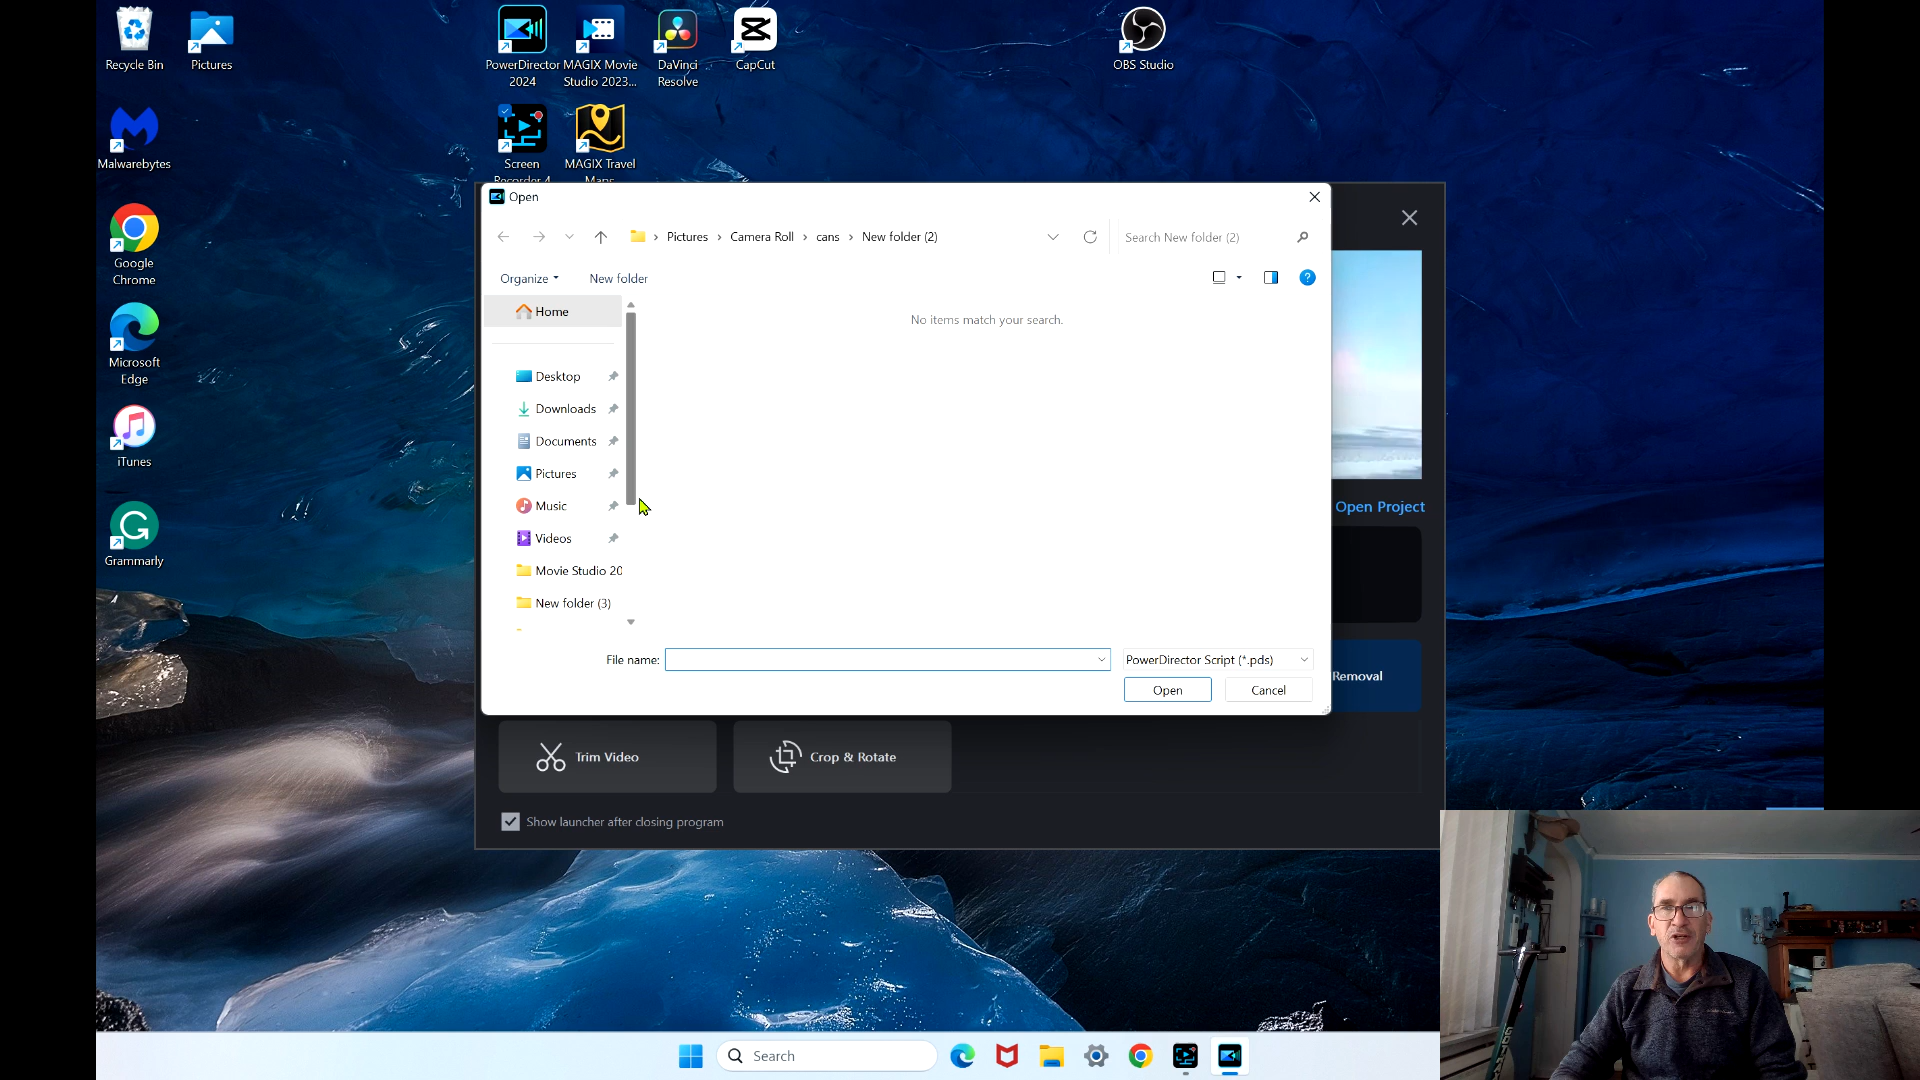 Recycle Bin
Pictures
PowerDirector 2024
MAGIX Movie Studio 2023...
DaVinci Resolve
CapCut
OBS Studio
Malwarebytes
Screen Recorder 4
MAGIX Travel Maps
Google Chrome
Microsoft Edge
iTunes
Grammarly
Open
Pictures > Camera Roll > cans > New folder (2)
Search New folder (2)
Organize
New folder
Home
No items match your search.
Desktop
Downloads
Documents
Pictures
Music
Videos
Movie Studio 20
New folder (3)
File name:
PowerDirector Script (*.pds)
Open
Cancel
Open Project
Removal
Trim Video
Crop & Rotate
Show launcher after closing program
Search